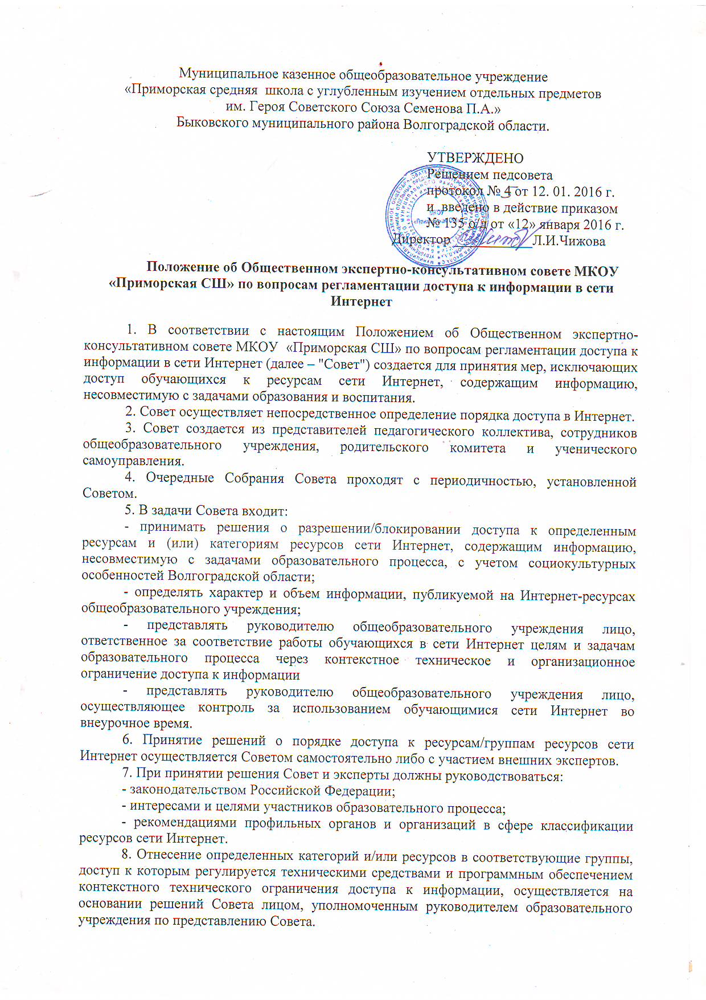 Муниципальное казенное общеобразовательное учреждение
«Приморская средняя школа с углубленным изучением отдельных предметов
им. Героя Советского Союза Семенова П.А.»
Быковского муниципального района Волгоградской области.
УТВЕРЖДЕНО
Решением педсовета
протокол № от 12. 01. 2016 г.
и введено в действие приказом
№ 135 о/д от «12» января 2016 г.
Директор ___________Л.И.Чижова
МКОУ
Положение об Общественном экспертно-консультативном совете МКОУ
«Приморская СШ» по вопросам регламентации доступа к информации в сети
Интернет
1. В соответствии с настоящим Положением об Общественном экспертно-
консультативном совете МКОУ «Приморская СШ» по вопросам регламентации доступа к
информации в сети Интернет (далее – "Совет") создается для принятия мер, исключающих
доступ обучающихся к ресурсам сети Интернет, содержащим информацию,
несовместимую с задачами образования и воспитания.
2. Совет осуществляет непосредственное определение порядка доступа в Интернет.
3. Совет создается из представителей педагогического коллектива, сотрудников
общеобразовательного учреждения, родительского комитета и ученического
самоуправления.
4. Очередные Собрания Совета проходят с периодичностью, установленной
Советом.
5. В задачи Совета входит:
- принимать решения о разрешении/блокировании доступа к определенным
ресурсам и (или) категориям ресурсов сети Интернет, содержащим информацию,
несовместимую с задачами образовательного процесса, с учетом социокультурных
особенностей Волгоградской области;
- определять характер и объем информации, публикуемой на Интернет-ресурсах
общеобразовательного учреждения;
- представлять руководителю общеобразовательного учреждения лицо,
ответственное за соответствие работы обучающихся в сети Интернет целям и задачам
образовательного процесса через контекстное техническое и организационное
ограничение доступа к информации
- представлять руководителю общеобразовательного учреждения лицо,
осуществляющее контроль за использованием обучающимися сети Интернет во
внеурочное время.
6. Принятие решений о порядке доступа к ресурсам/группам ресурсов сети
Интернет осуществляется Советом самостоятельно либо с участием внешних экспертов.
7. При принятии решения Совет и эксперты должны руководствоваться:
- законодательством Российской Федерации;
- интересами и целями участников образовательного процесса;
- рекомендациями профильных органов и организаций в сфере классификации
ресурсов сети Интернет.
8. Отнесение определенных категорий и/или ресурсов в соответствующие группы,
доступ к которым регулируется техническими средствами и программным обеспечением
контекстного технического ограничения доступа к информации, осуществляется на
основании решений Совета лицом, уполномоченным руководителем образовательного
учреждения по представлению Совета.